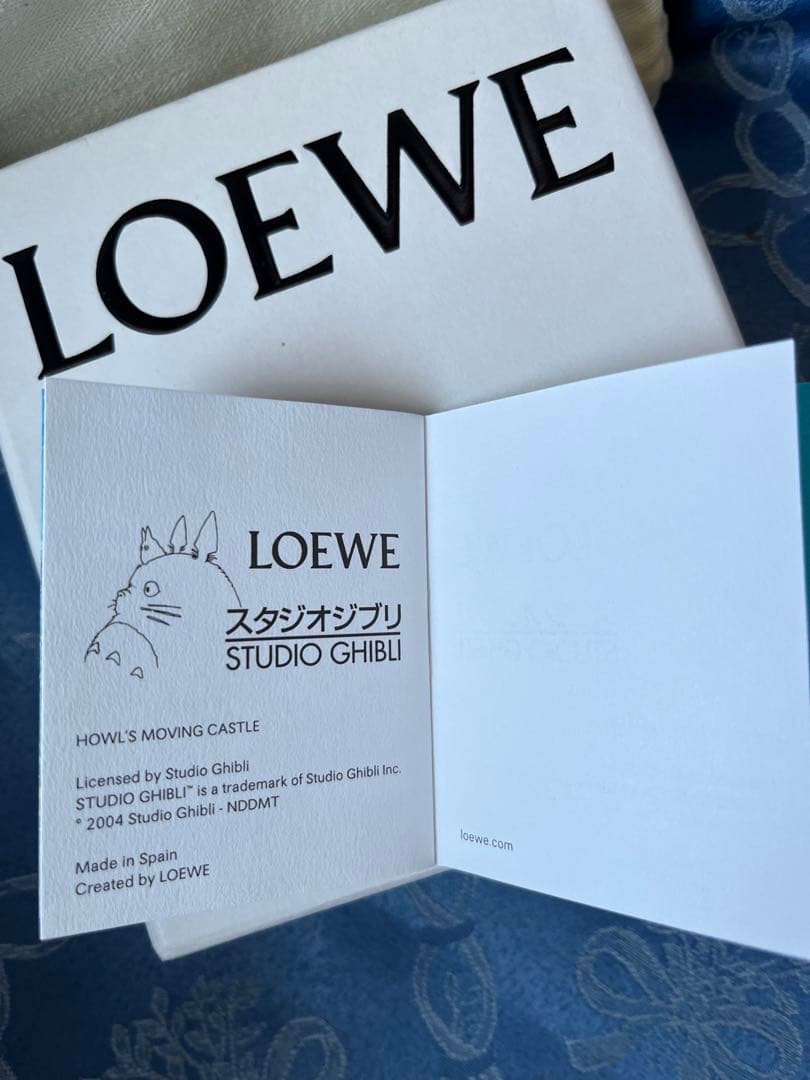 LOEWE
LOEWE
スタジオジブリ
STUDIO GHIBLI
HOWL'S MOVING CASTLE
Licensed by Studio Ghibli
STUDIO GHIBLI™ is a trademark of Studio Ghibli Inc.
© 2004 Studio Ghibli - NDDMT
Made in Spain
Created by LOEWE
loewe.com